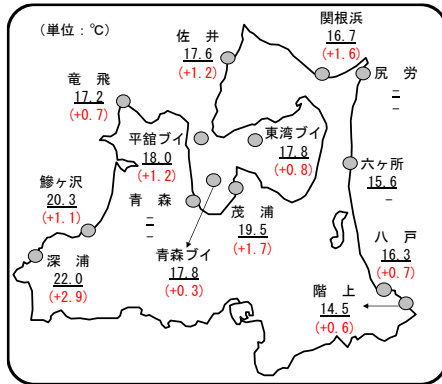 (単位：℃)
関根浜
16.7
(+1.6)
佐 井
17.6
(+1.2)
尻 労
-
-
竜 飛
17.2
(+0.7)
平舘ブイ
18.0
(+1.2)
東湾ブイ
17.8
(+0.8)
六ヶ所
15.6
-
鰺ヶ沢
20.3
(+1.1)
青 森
-
-
茂 浦
19.5
(+1.7)
深 浦
22.0
(+2.9)
青森ブイ
17.8
(+0.3)
八 戸
16.3
(+0.7)
階 上
14.5
(+0.6)